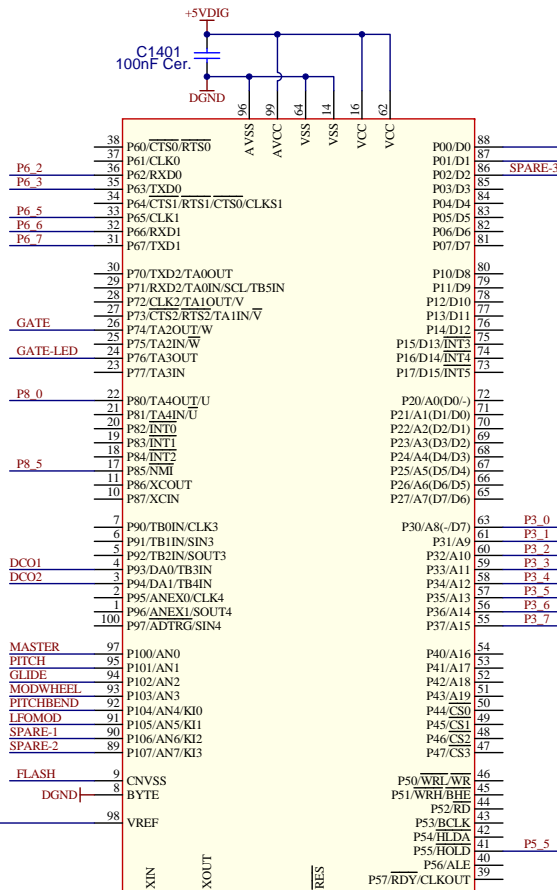 +5VDIG
C1401
100nF Cer.
DGND
96 99 64 14 16 62
AVSS AVCC VSS VSS VCC VCC
38 P60/CTS0/RTS0 P00/D0 88
37 P61/CLK0 P01/D1 87
P6_2 36 P62/RXD0 P02/D2 86 SPARE-3
P6_3 35 P63/TXD0 P03/D3 85
34 P64/CTS1/RTS1/CTS0/CLKS1 P04/D4 84
P6_5 33 P65/CLK1 P05/D5 83
P6_6 32 P66/RXD1 P06/D6 82
P6_7 31 P67/TXD1 P07/D7 81
30 P70/TXD2/TA0OUT P10/D8 80
29 P71/RXD2/TA0IN/SCL/TB5IN P11/D9 79
28 P72/CLK2/TA1OUT/V P12/D10 78
27 P73/CTS2/RTS2/TA1IN/V P13/D11 77
GATE 26 P74/TA2OUT/W P14/D12 76
25 P75/TA2IN/W P15/D13/INT3 75
GATE-LED 24 P76/TA3OUT P16/D14/INT4 74
23 P77/TA3IN P17/D15/INT5 73
P8_0 22 P80/TA4OUT/U P20/A0(D0/-) 72
21 P81/TA4IN/U P21/A1(D1/D0) 71
20 P82/INT0 P22/A2(D2/D1) 70
19 P83/INT1 P23/A3(D3/D2) 69
18 P84/INT2 P24/A4(D4/D3) 68
P8_5 17 P85/NMI P25/A5(D5/D4) 67
11 P86/XCOUT P26/A6(D6/D5) 66
10 P87/XCIN P27/A7(D7/D6) 65
7 P90/TB0IN/CLK3 P30/A8(-/D7) 63 P3_0
6 P91/TB1IN/SIN3 P31/A9 61 P3_1
5 P92/TB2IN/SOUT3 P32/A10 60 P3_2
DCO1 4 P93/DA0/TB3IN P33/A11 59 P3_3
DCO2 3 P94/DA1/TB4IN P34/A12 58 P3_4
2 P95/ANEX0/CLK4 P35/A13 57 P3_5
1 P96/ANEX1/SOUT4 P36/A14 56 P3_6
100 P97/ADTRG/SIN4 P37/A15 55 P3_7
MASTER 97 P100/AN0 P40/A16 54
PITCH 95 P101/AN1 P41/A17 53
GLIDE 94 P102/AN2 P42/A18 52
MODWHEEL 93 P103/AN3 P43/A19 51
PITCHBEND 92 P104/AN4/KI0 P44/CS0 50
LFOMOD 91 P105/AN5/KI1 P45/CS1 49
SPARE-1 90 P106/AN6/KI2 P46/CS2 48
SPARE-2 89 P107/AN7/KI3 P47/CS3 47
FLASH 9 CNVSS P50/WRL/WR 46
DGND 8 BYTE P51/WRH/BHE 45
P52/RD 44
98 VREF P53/BCLK 43
P54/HLDA 42
P55/HOLD 41 P5_5
P56/ALE 40
P57/RDY/CLKOUT 39
XIN XOUT RES